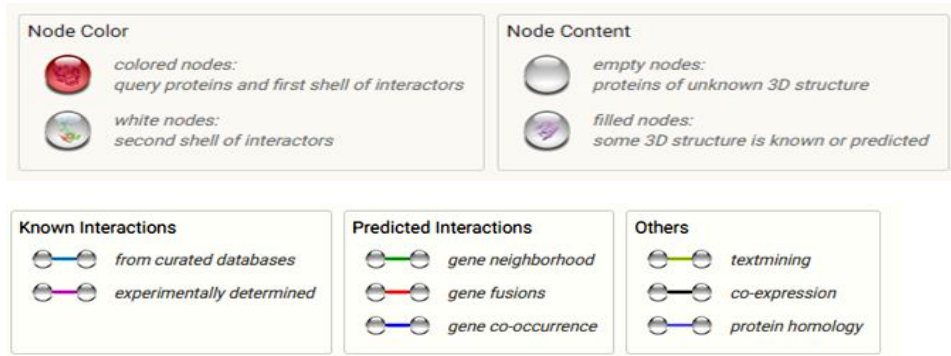 Node Color
colored nodes:
query proteins and first shell of interactors
white nodes:
second shell of interactors
Node Content
empty nodes:
proteins of unknown 3D structure
filled nodes:
some 3D structure is known or predicted
Known Interactions
from curated databases
experimentally determined
Predicted Interactions
gene neighborhood
gene fusions
gene co-occurrence
Others
textmining
co-expression
protein homology